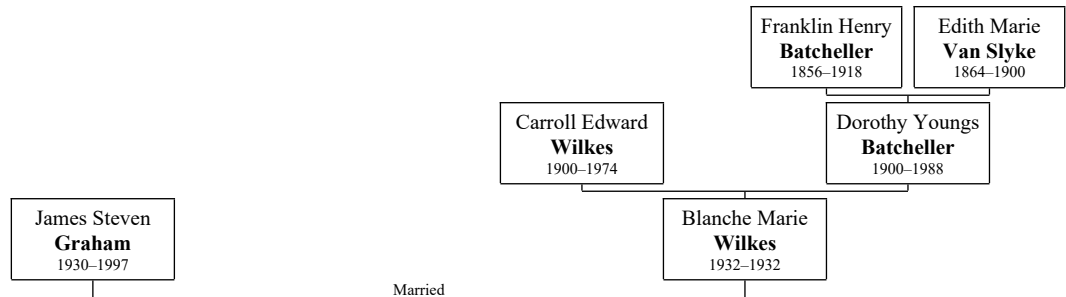 Franklin Henry
Batcheller
1856–1918
Edith Marie
Van Slyke
1864–1900
Carroll Edward
Wilkes
1900–1974
Dorothy Youngs
Batcheller
1900–1988
James Steven
Graham
1930–1997
Blanche Marie
Wilkes
1932–1932
Married